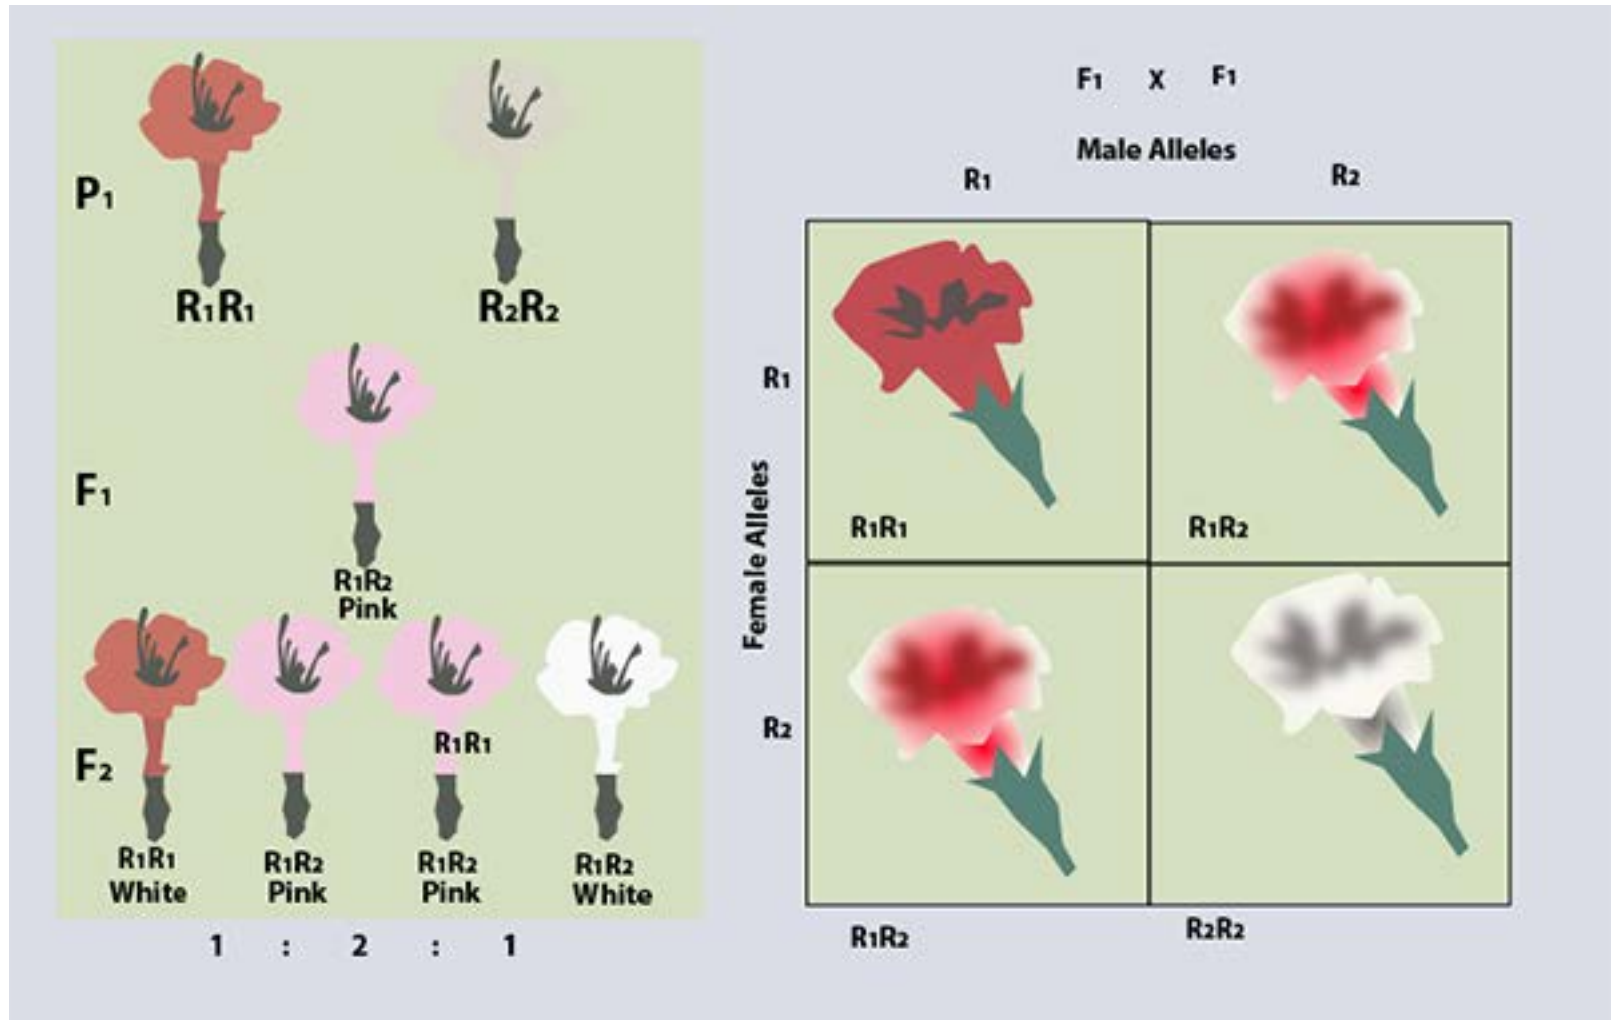 P1
R1R1
R2R2
F1
R1R2
Pink
F2
R1R1
R1R1
White
R1R2
Pink
R1R2
Pink
R1R2
White
1 : 2 : 1
F1 X F1
Male Alleles
R1
R2
Female Alleles
R1
R1R1
R1R2
R2
R1R2
R2R2